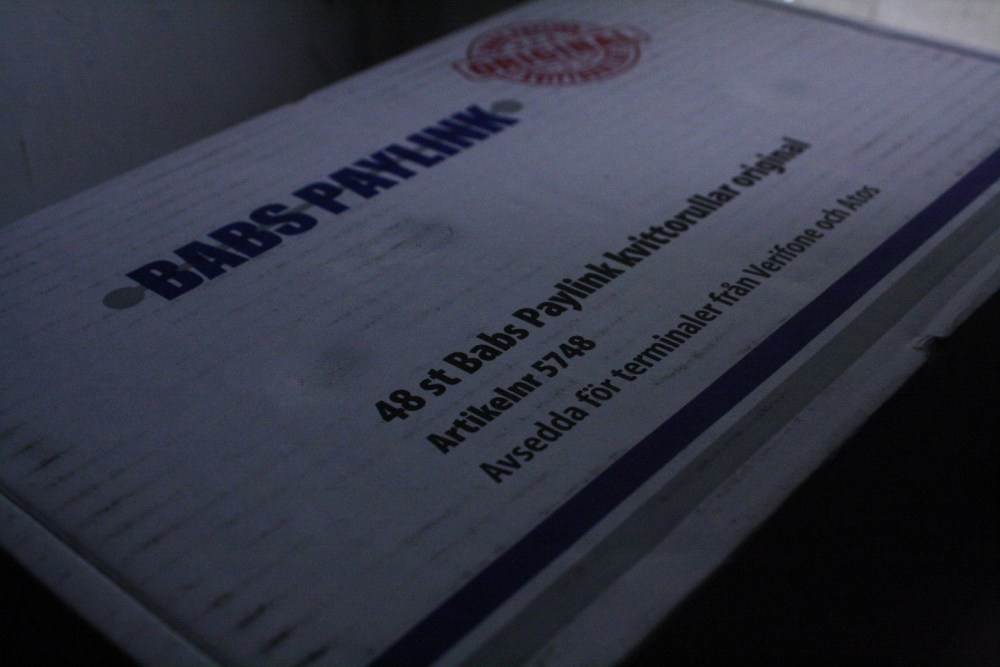 ORIGINAL
BABS PAYLINK
48 st Babs Paylink kvittorullar original
Artikelnr 5748
Avsedda för terminaler från Verifone och Atos